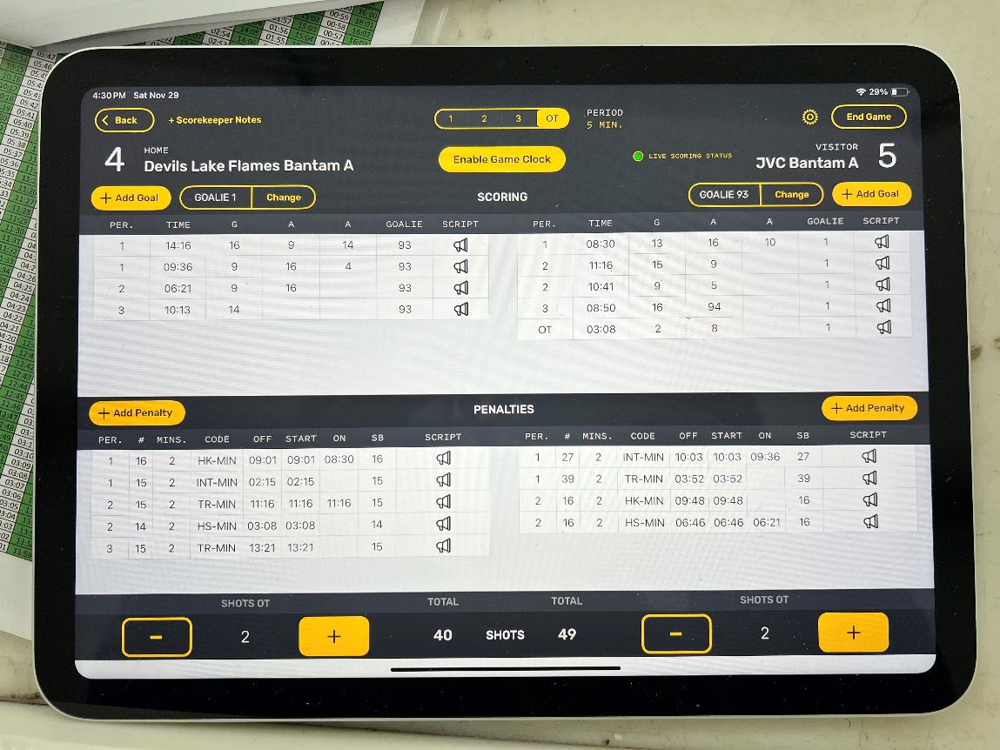 4:30 PM Sat Nov 29 29%
Back + Scorekeeper Notes 1 2 3 OT PERIOD 5 MIN. End Game
4 HOME Devils Lake Flames Bantam A Enable Game Clock LIVE SCORING STATUS VISITOR JVC Bantam A 5
+ Add Goal GOALIE 1 Change SCORING GOALIE 93 Change + Add Goal
PER. TIME G A A GOALIE SCRIPT
1 14:16 16 9 14 93
1 09:36 9 16 4 93
2 06:21 9 16 93
3 10:13 14 93
PER. TIME G A A GOALIE SCRIPT
1 08:30 13 16 10 1
2 11:16 15 9 1
2 10:41 9 5 1
3 08:50 16 94 1
OT 03:08 2 8 1
+ Add Penalty PENALTIES + Add Penalty
PER. # MINS. CODE OFF START ON SB SCRIPT
1 16 2 HK-MIN 09:01 09:01 08:30 16
1 15 2 INT-MIN 02:15 02:15 15
2 15 2 TR-MIN 11:16 11:16 11:16 15
2 14 2 HS-MIN 03:08 03:08 14
3 15 2 TR-MIN 13:21 13:21 15
PER. # MINS. CODE OFF START ON SB SCRIPT
1 27 2 INT-MIN 10:03 10:03 09:36 27
1 39 2 TR-MIN 03:52 03:52 39
2 16 2 HK-MIN 09:48 09:48 16
2 16 2 HS-MIN 06:46 06:46 06:21 16
SHOTS OT TOTAL TOTAL SHOTS OT
- 2 + 40 SHOTS 49 - 2 +